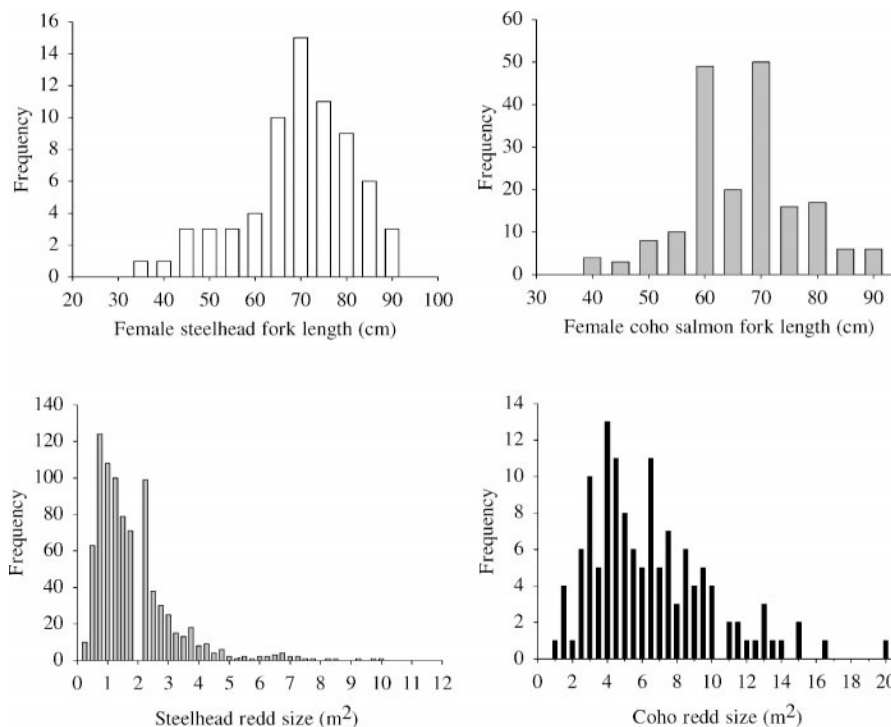 16
14
12
10
8
6
4
2
0
Frequency
20 30 40 50 60 70 80 90 100
Female steelhead fork length (cm)
60
50
40
30
20
10
0
Frequency
30 40 50 60 70 80 90
Female coho salmon fork length (cm)
140
120
100
80
60
40
20
0
Frequency
0 1 2 3 4 5 6 7 8 9 10 11 12
Steelhead redd size (m²)
14
12
10
8
6
4
2
0
Frequency
0 2 4 6 8 10 12 14 16 18 20
Coho redd size (m²)